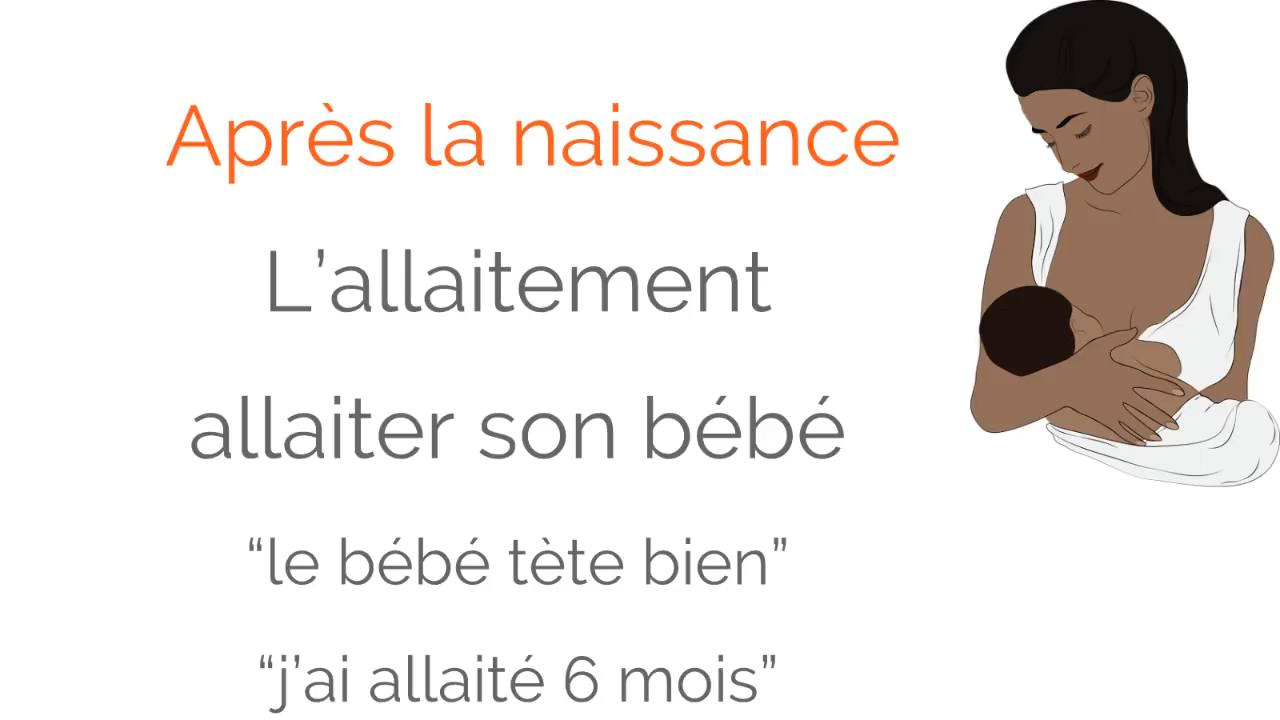 Après la naissance
L’allaitement
allaiter son bébé
“le bébé tète bien”
“j’ai allaité 6 mois”